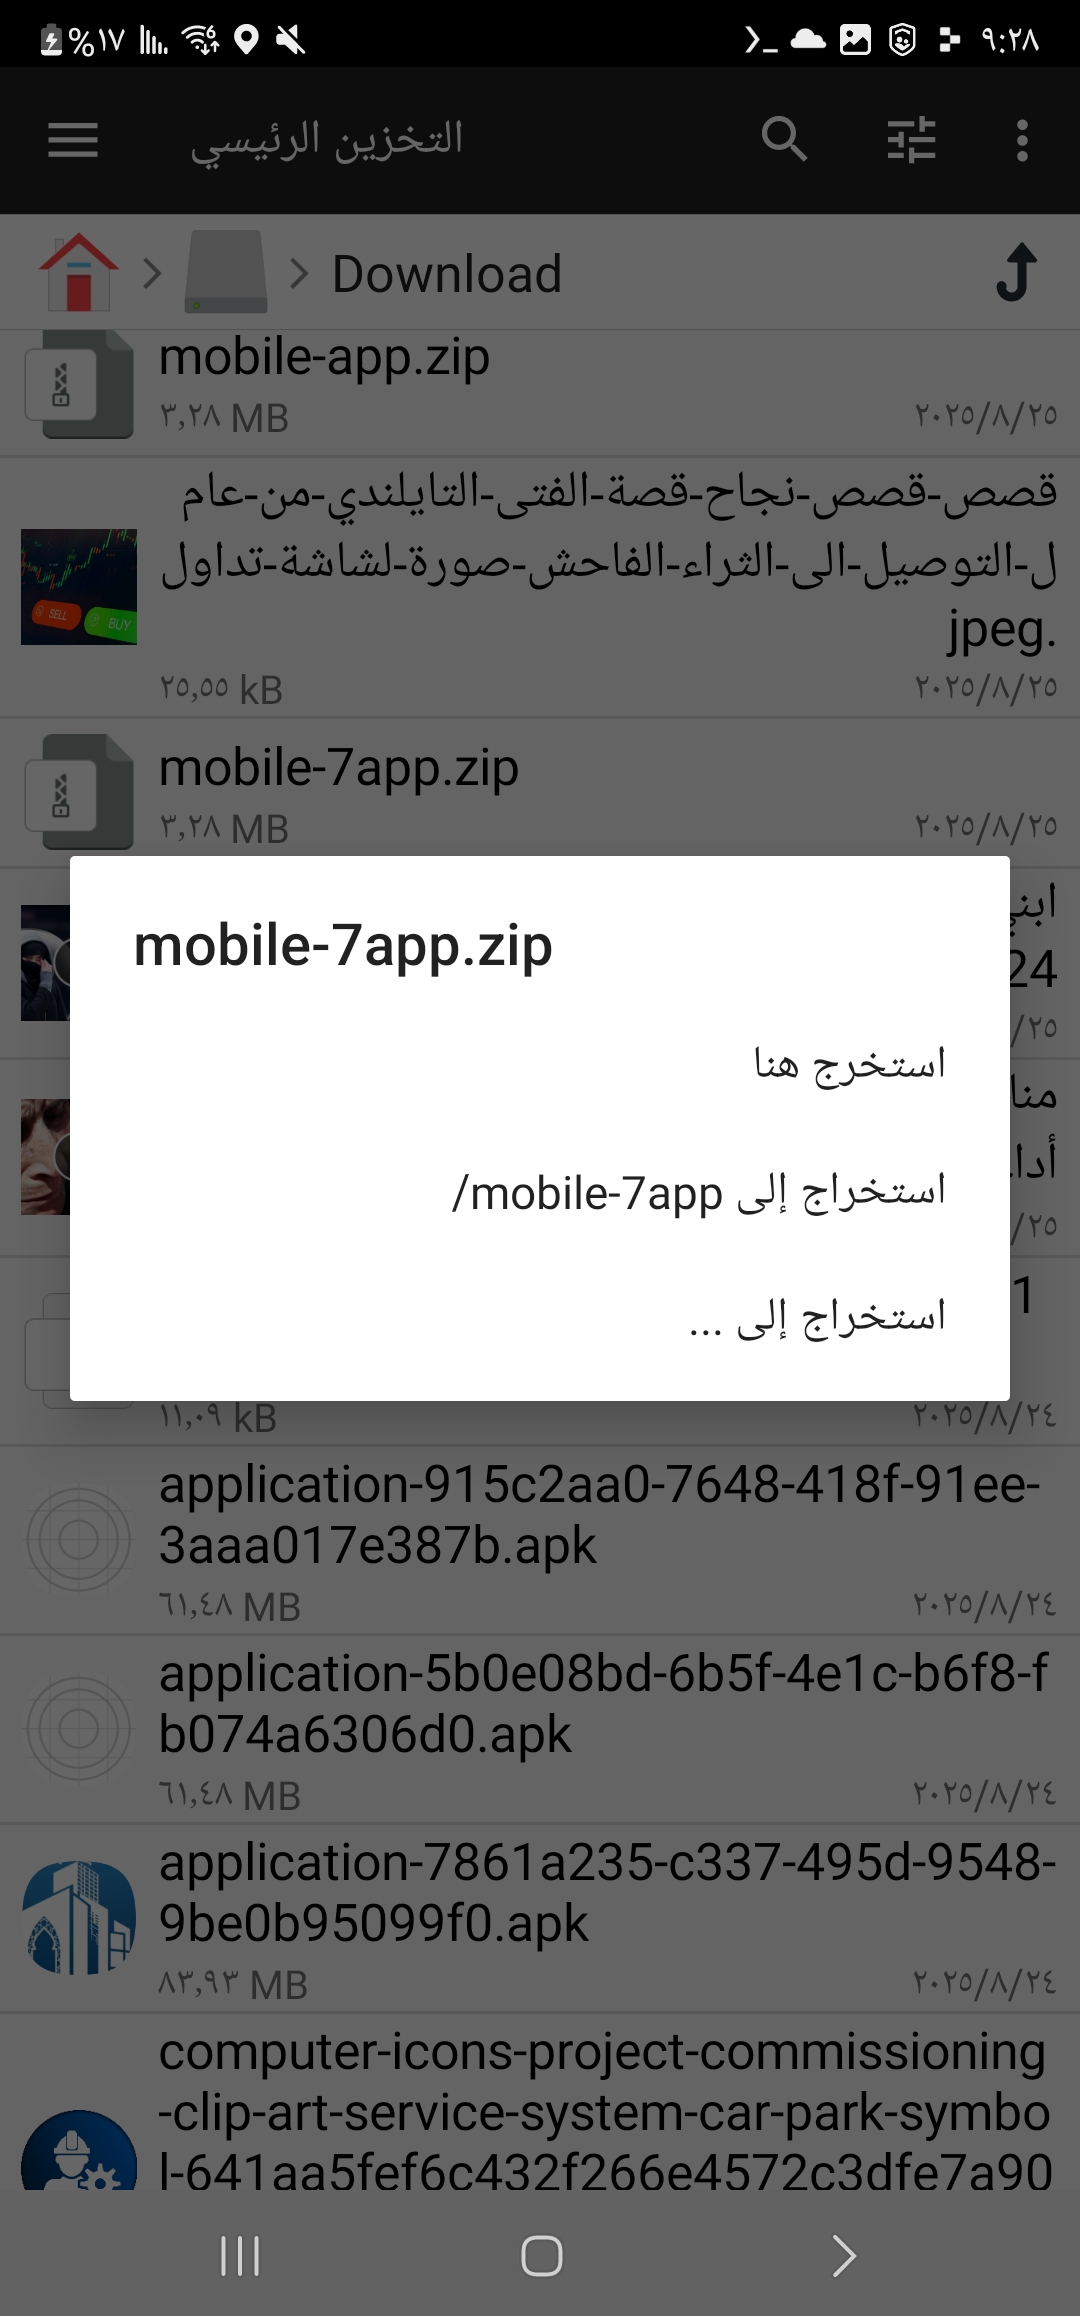 %١٧ ٩:٢٨
التخزين الرئيسي
Download
mobile-app.zip
٣,٢٨ MB ٢٠٢٥/٨/٢٥
قصص-قصص-نجاح-قصة-الفتى-التايلندي-من-عام
ل-التوصيل-الى-الثراء-الفاحش-صورة-لشاشة-تداول
.jpeg
٢٥,٥٥ kB ٢٠٢٥/٨/٢٥
SELL
BUY
mobile-7app.zip
٣,٢٨ MB ٢٠٢٥/٨/٢٥
24
/٢٥
mobile-7app.zip
استخرج هنا
استخراج إلى mobile-7app/
استخراج إلى ...
/٢٥
1
١١,٠٩ kB ٢٠٢٥/٨/٢٤
application-915c2aa0-7648-418f-91ee-
3aaa017e387b.apk
٦١,٤٨ MB ٢٠٢٥/٨/٢٤
application-5b0e08bd-6b5f-4e1c-b6f8-f
b074a6306d0.apk
٦١,٤٨ MB ٢٠٢٥/٨/٢٤
application-7861a235-c337-495d-9548-
9be0b95099f0.apk
٨٣,٩٣ MB ٢٠٢٥/٨/٢٤
computer-icons-project-commissioning
-clip-art-service-system-car-park-symbo
l-641aa5fef6c432f266e4572c3dfe7a90